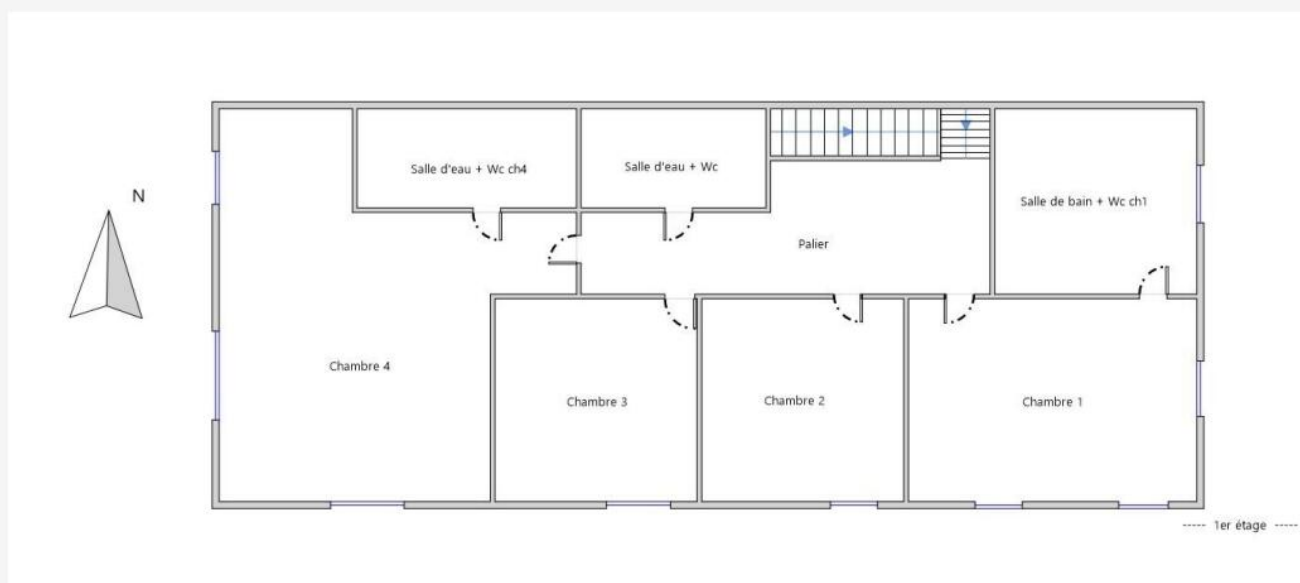 N
Salle d'eau + Wc ch4
Salle d'eau + Wc
Salle de bain + Wc ch1
Palier
Chambre 4
Chambre 3
Chambre 2
Chambre 1
----- 1er étage -----